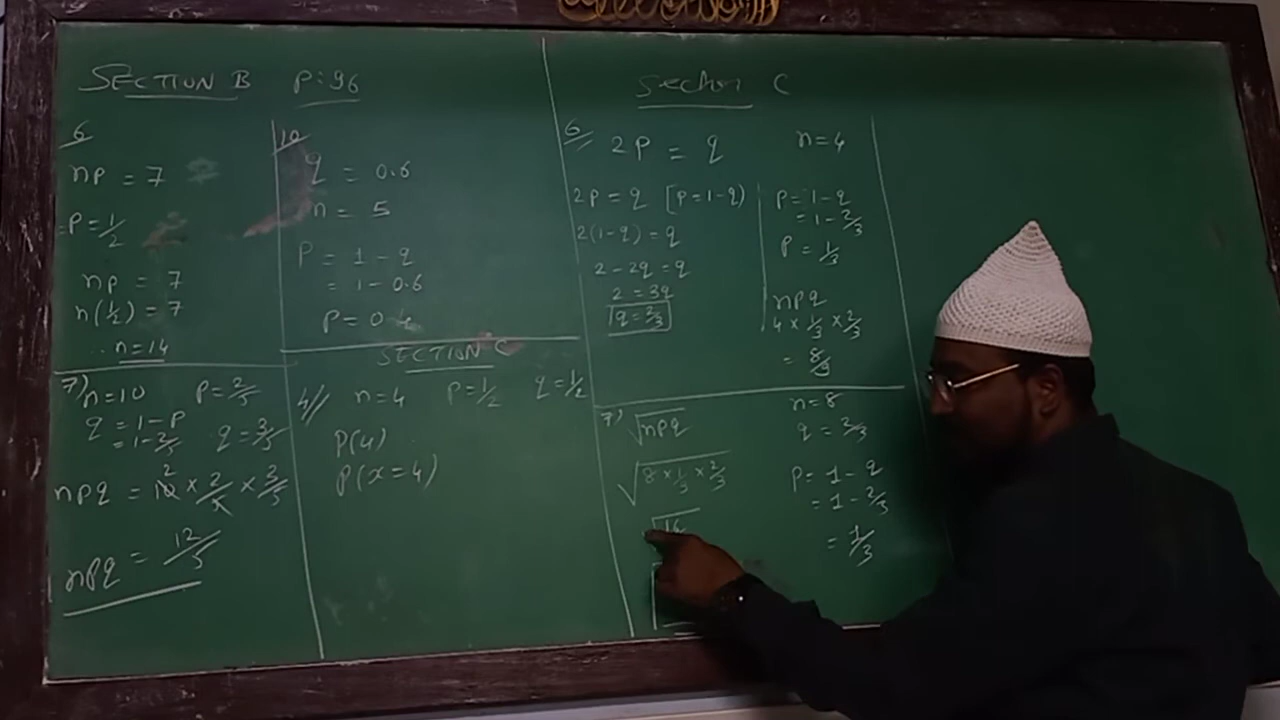 SECTION B P:96
6
np = 7
P = 1/2
np = 7
n(1/2) = 7
n=14
10
q = 0.6
n = 5
P = 1 - q
= 1 - 0.6
P = 0.4
7) n=10 P = 2/5
q = 1 - P
= 1 - 2/5 q = 3/5
npq = 10 × 2/5 × 3/5
2
npq = 12/5
SECTION C
4// n=4 P=1/2 q=1/2
P(4)
P(x=4)
Section C
6// 2P = q n=4
2P = q [P=1-q)
2(1-q) = q
2 - 2q = q
2 = 3q
q = 2/3
P = 1 - q
= 1 - 2/3
P = 1/3
npq
4 × 1/3 × 2/3
= 8/9
7) √npq
√8 × 1/3 × 2/3
√16
n=8
q = 2/3
P = 1 - q
= 1 - 2/3
= 1/3